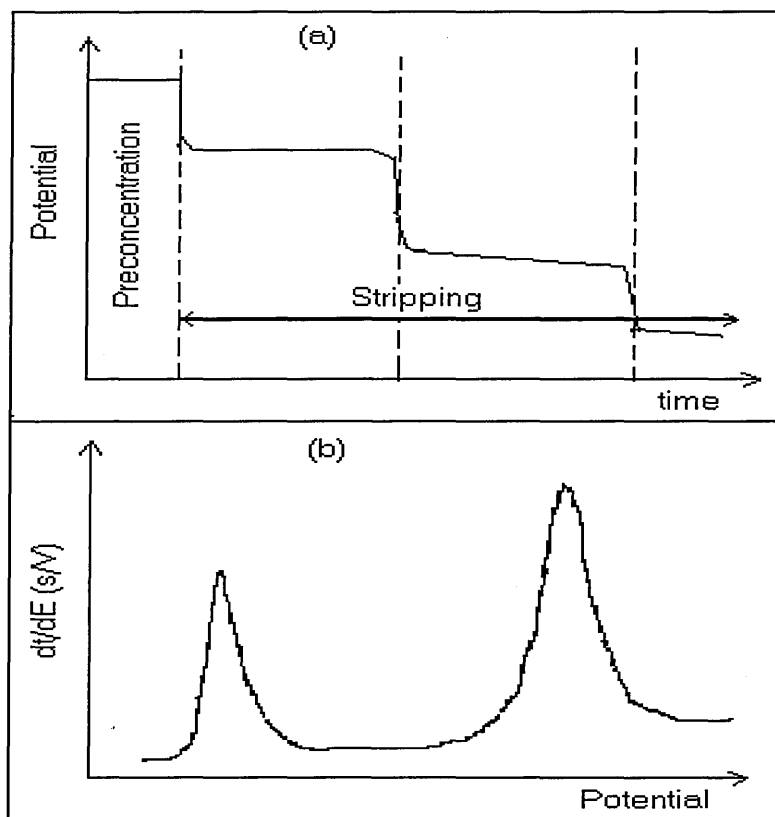 (a)
Potential
Preconcentration
Stripping
time
(b)
dt/dE (s/V)
Potential